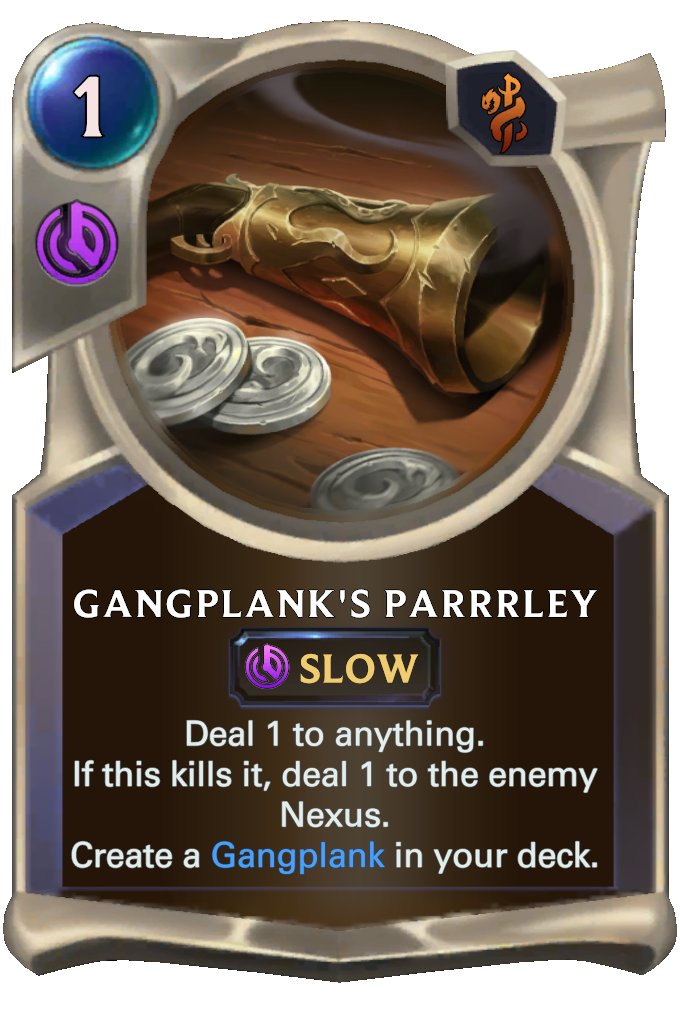 1
GANGPLANK'S PARRRLEY
SLOW
Deal 1 to anything.
If this kills it, deal 1 to the enemy
Nexus.
Create a Gangplank in your deck.